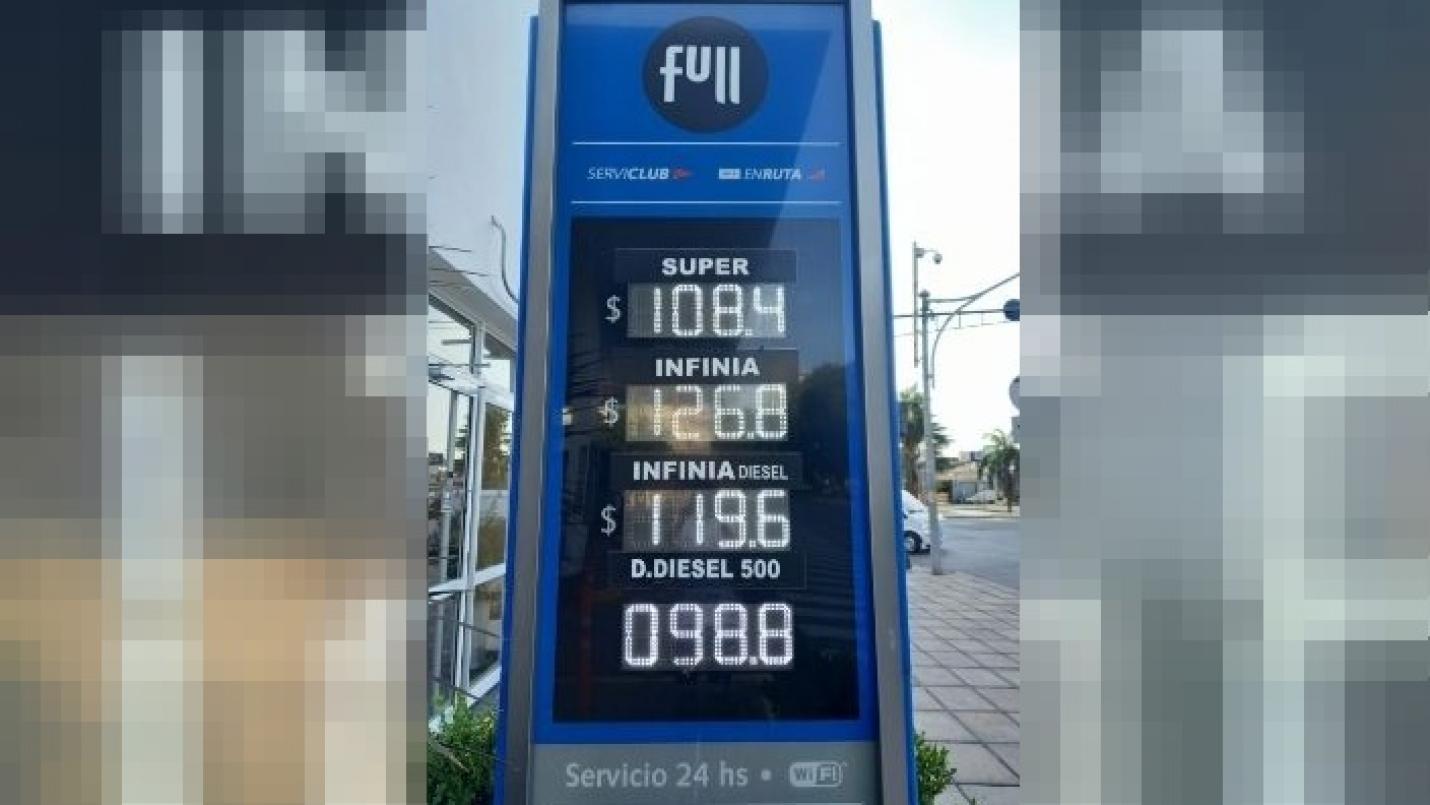 full
SERVICLUB ENRUTA
SUPER
$ 108.4
INFINIA
$ 126.8
INFINIA DIESEL
$ 119.6
D.DIESEL 500
098.8
Servicio 24 hs • WiFi